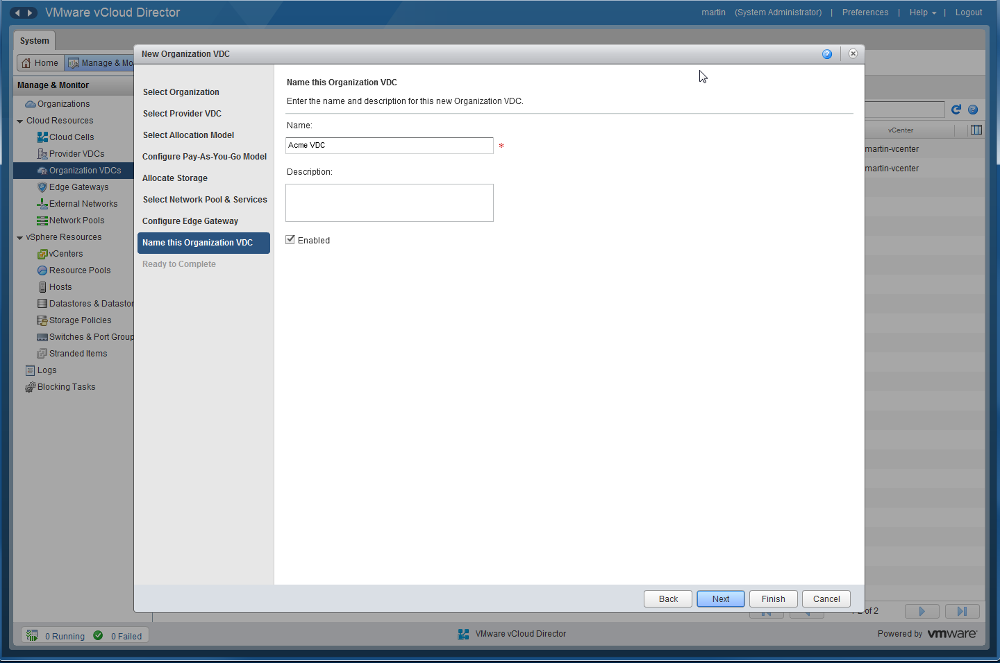 VMware vCloud Director
martin (System Administrator) | Preferences | Help | Logout
System
Home Manage & Mo
New Organization VDC
Manage & Monitor
Organizations
Cloud Resources
Cloud Cells
Provider VDCs
Organization VDCs
Edge Gateways
External Networks
Network Pools
vSphere Resources
vCenters
Resource Pools
Hosts
Datastores & Datastor
Storage Policies
Switches & Port Group
Stranded Items
Logs
Blocking Tasks
Select Organization
Select Provider VDC
Select Allocation Model
Configure Pay-As-You-Go Model
Allocate Storage
Select Network Pool & Services
Configure Edge Gateway
Name this Organization VDC
Ready to Complete
Name this Organization VDC
Enter the name and description for this new Organization VDC.
Name:
Acme VDC *
Description:
Enabled
vCenter
martin-vcenter
martin-vcenter
Back Next Finish Cancel
of 2
0 Running 0 Failed
VMware vCloud Director
Powered by vmware